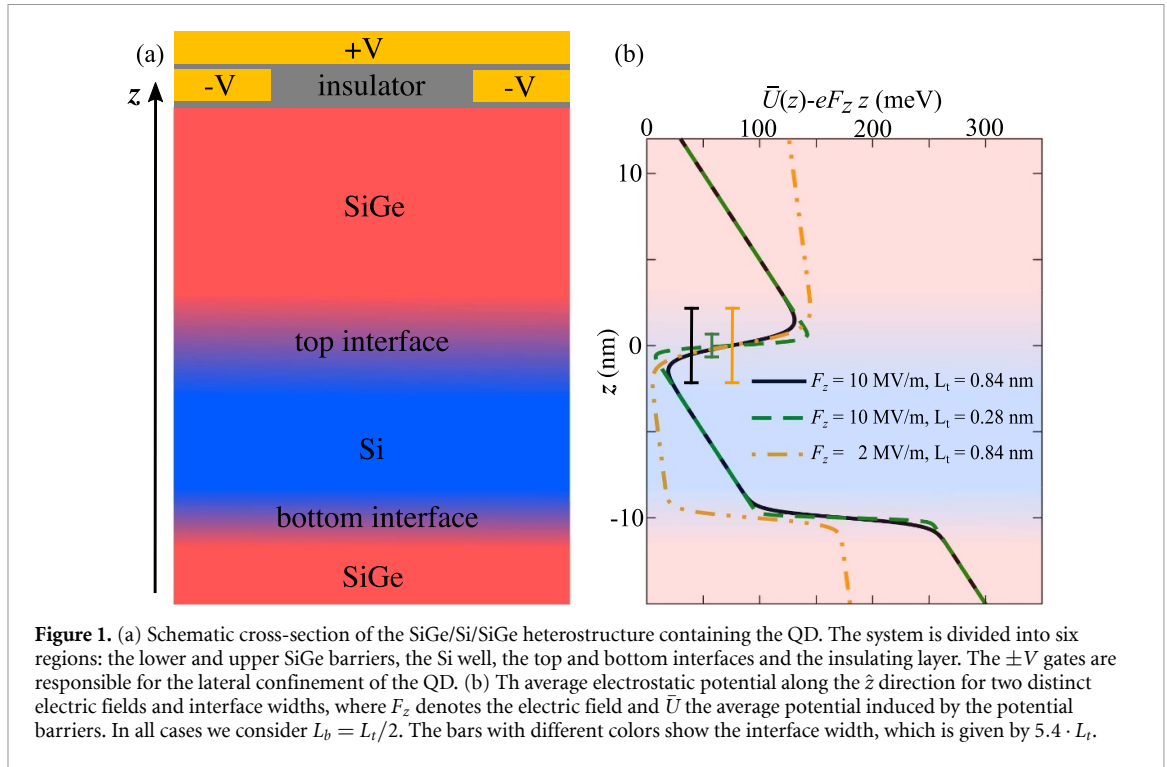 (a)
+V
-V
insulator
-V
z
SiGe
top interface
Si
bottom interface
SiGe
(b)
Ū(z)-eF_Z z (meV)
0 100 200 300
10
0
-10
z (nm)
F_z = 10 MV/m, L_t = 0.84 nm
F_z = 10 MV/m, L_t = 0.28 nm
F_z = 2 MV/m, L_t = 0.84 nm
Figure 1. (a) Schematic cross-section of the SiGe/Si/SiGe heterostructure containing the QD. The system is divided into six
regions: the lower and upper SiGe barriers, the Si well, the top and bottom interfaces and the insulating layer. The ±V gates are
responsible for the lateral confinement of the QD. (b) Th average electrostatic potential along the ẑ direction for two distinct
electric fields and interface widths, where F_z denotes the electric field and Ū the average potential induced by the potential
barriers. In all cases we consider L_b = L_t/2. The bars with different colors show the interface width, which is given by 5.4 · L_t.